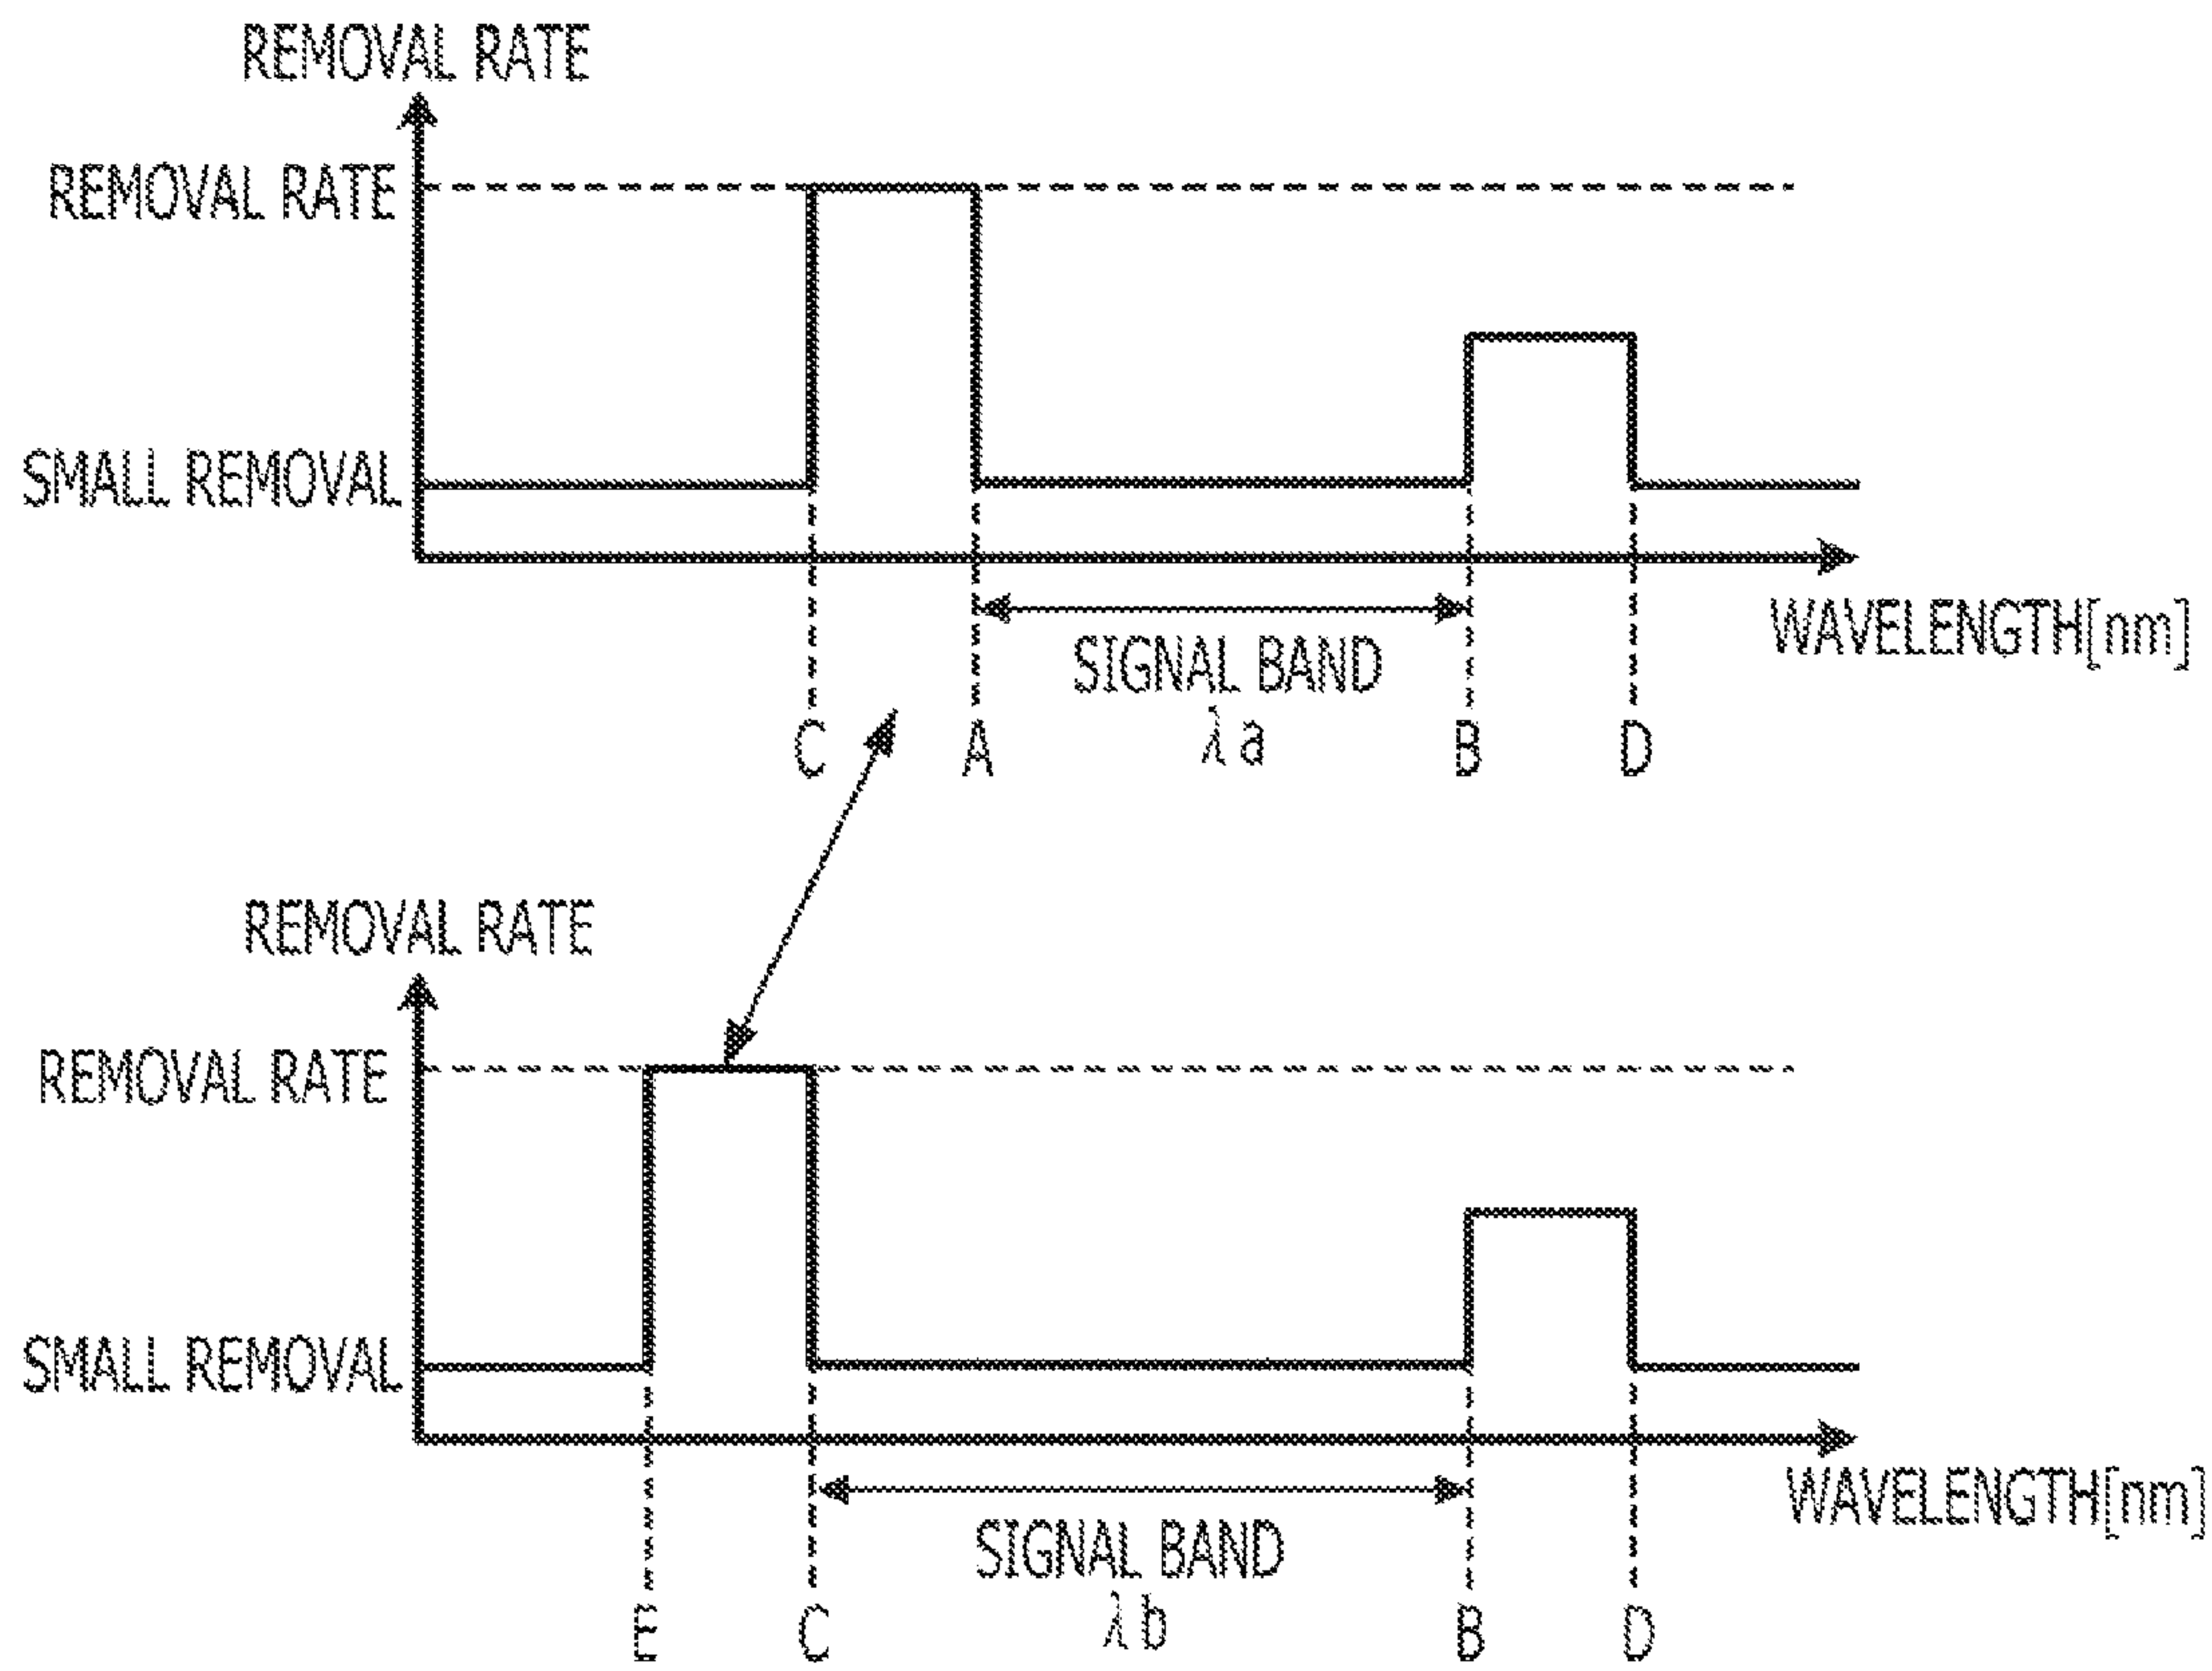 REMOVAL RATE
REMOVAL RATE
SMALL REMOVAL
WAVELENGTH[nm]
SIGNAL BAND
C A λa B D
REMOVAL RATE
REMOVAL RATE
SMALL REMOVAL
WAVELENGTH[nm]
SIGNAL BAND
E C λb B D